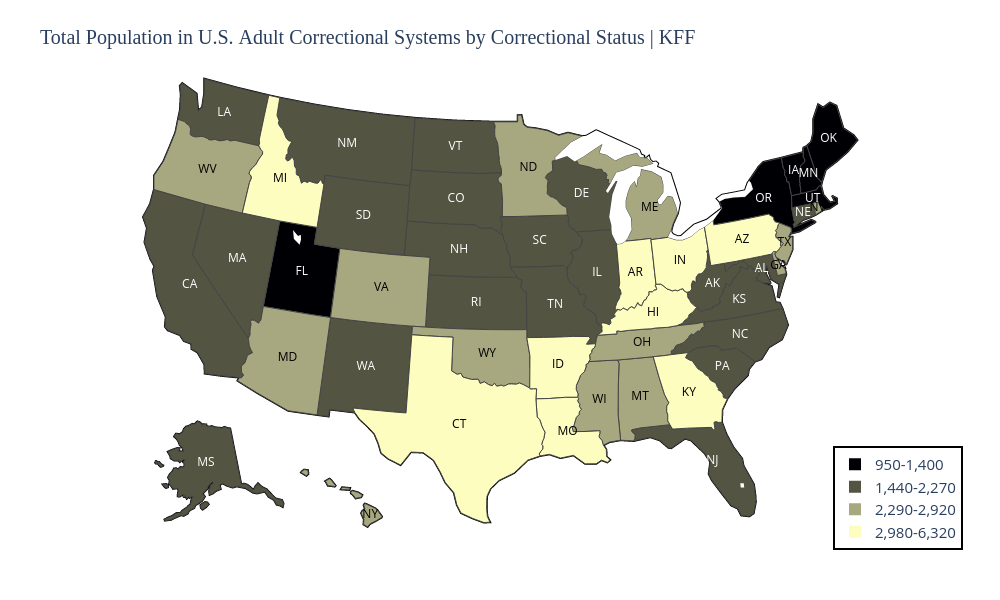 Total Population in U.S. Adult Correctional Systems by Correctional Status | KFF
LA
NM
VT
ND
OK
WV
MI
SD
CO
DE
ME
OR
IA
MN
UT
NE
MA
FL
NH
SC
IL
AR
IN
AZ
TX
GA
AL
CA
VA
RI
TN
HI
AK
KS
MD
WA
WY
ID
OH
NC
PA
WI
MT
KY
CT
MO
MS
NY
NJ
950-1,400
1,440-2,270
2,290-2,920
2,980-6,320